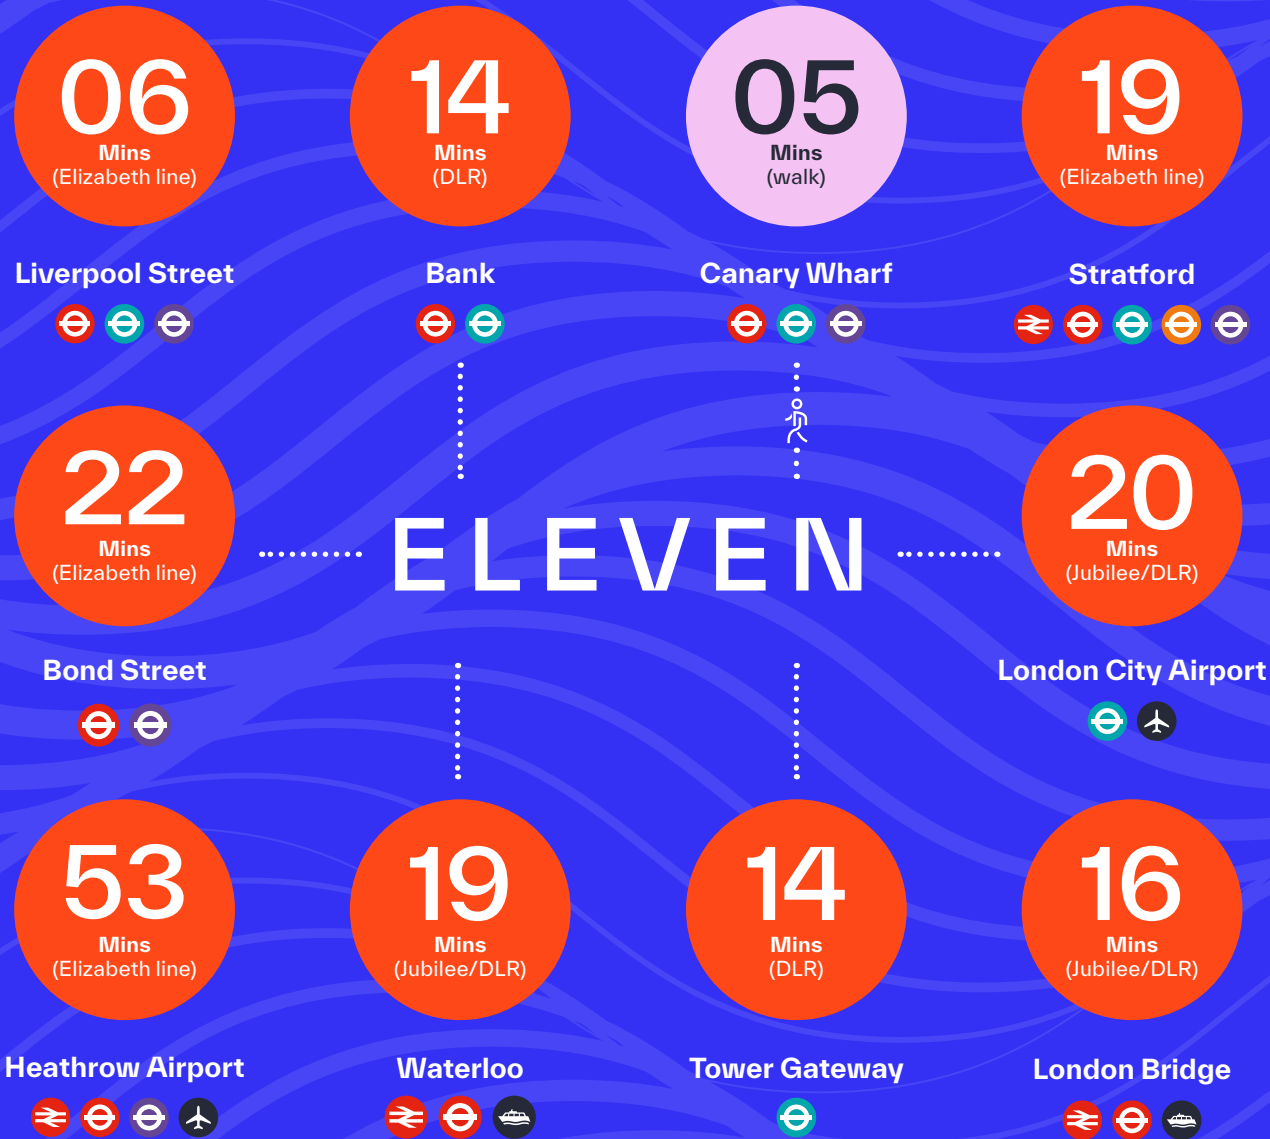 06
Mins
(Elizabeth line)
Liverpool Street
14
Mins
(DLR)
Bank
05
Mins
(walk)
Canary Wharf
19
Mins
(Elizabeth line)
Stratford
22
Mins
(Elizabeth line)
Bond Street
ELEVEN
20
Mins
(Jubilee/DLR)
London City Airport
53
Mins
(Elizabeth line)
Heathrow Airport
19
Mins
(Jubilee/DLR)
Waterloo
14
Mins
(DLR)
Tower Gateway
16
Mins
(Jubilee/DLR)
London Bridge